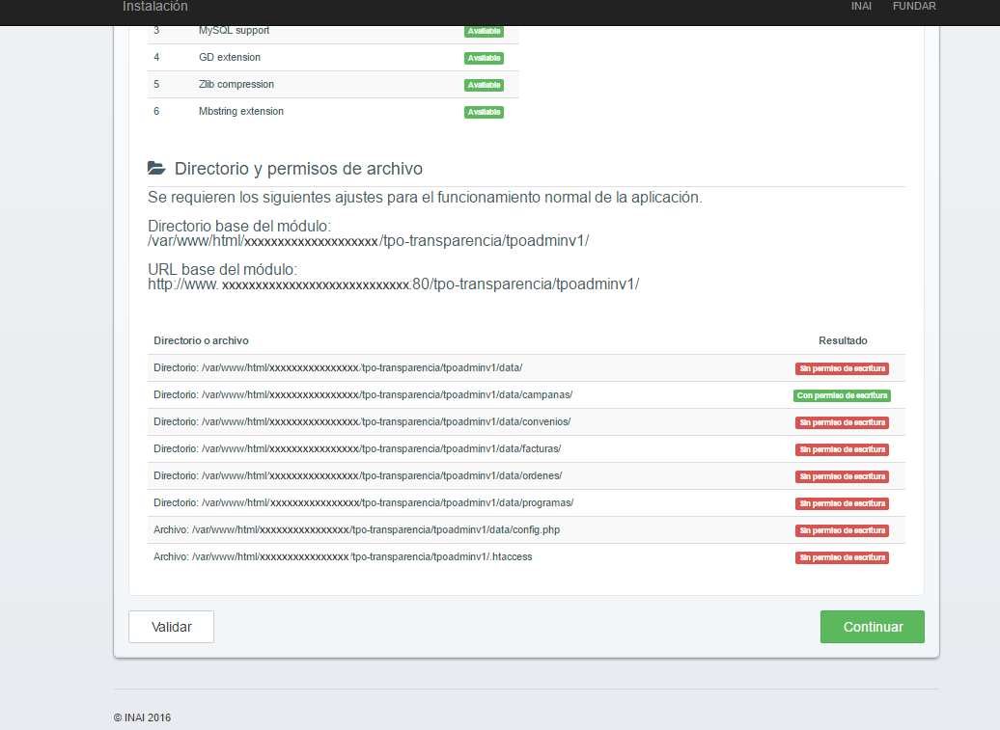 Instalación INAI FUNDAR
3 MySQL support Available
4 GD extension Available
5 Zlib compression Available
6 Mbstring extension Available
Directorio y permisos de archivo
Se requieren los siguientes ajustes para el funcionamiento normal de la aplicación.
Directorio base del módulo:
/var/www/html/xxxxxxxxxxxxxxxxxxxx/tpo-transparencia/tpoadminv1/
URL base del módulo:
http://www.xxxxxxxxxxxxxxxxxxxxxxxxxxxx:80/tpo-transparencia/tpoadminv1/
Directorio o archivo Resultado
Directorio: /var/www/html/xxxxxxxxxxxxxxxx/tpo-transparencia/tpoadminv1/data/ Sin permiso de escritura
Directorio: /var/www/html/xxxxxxxxxxxxxxxx/tpo-transparencia/tpoadminv1/data/campanas/ Con permiso de escritura
Directorio: /var/www/html/xxxxxxxxxxxxxxxx/tpo-transparencia/tpoadminv1/data/convenios/ Sin permiso de escritura
Directorio: /var/www/html/xxxxxxxxxxxxxxxx/tpo-transparencia/tpoadminv1/data/facturas/ Sin permiso de escritura
Directorio: /var/www/html/xxxxxxxxxxxxxxxx/tpo-transparencia/tpoadminv1/data/ordenes/ Sin permiso de escritura
Directorio: /var/www/html/xxxxxxxxxxxxxxxx/tpo-transparencia/tpoadminv1/data/programas/ Sin permiso de escritura
Archivo: /var/www/html/xxxxxxxxxxxxxxxx/tpo-transparencia/tpoadminv1/data/config.php Sin permiso de escritura
Archivo: /var/www/html/xxxxxxxxxxxxxxxx/tpo-transparencia/tpoadminv1/.htaccess Sin permiso de escritura
Validar Continuar
© INAI 2016